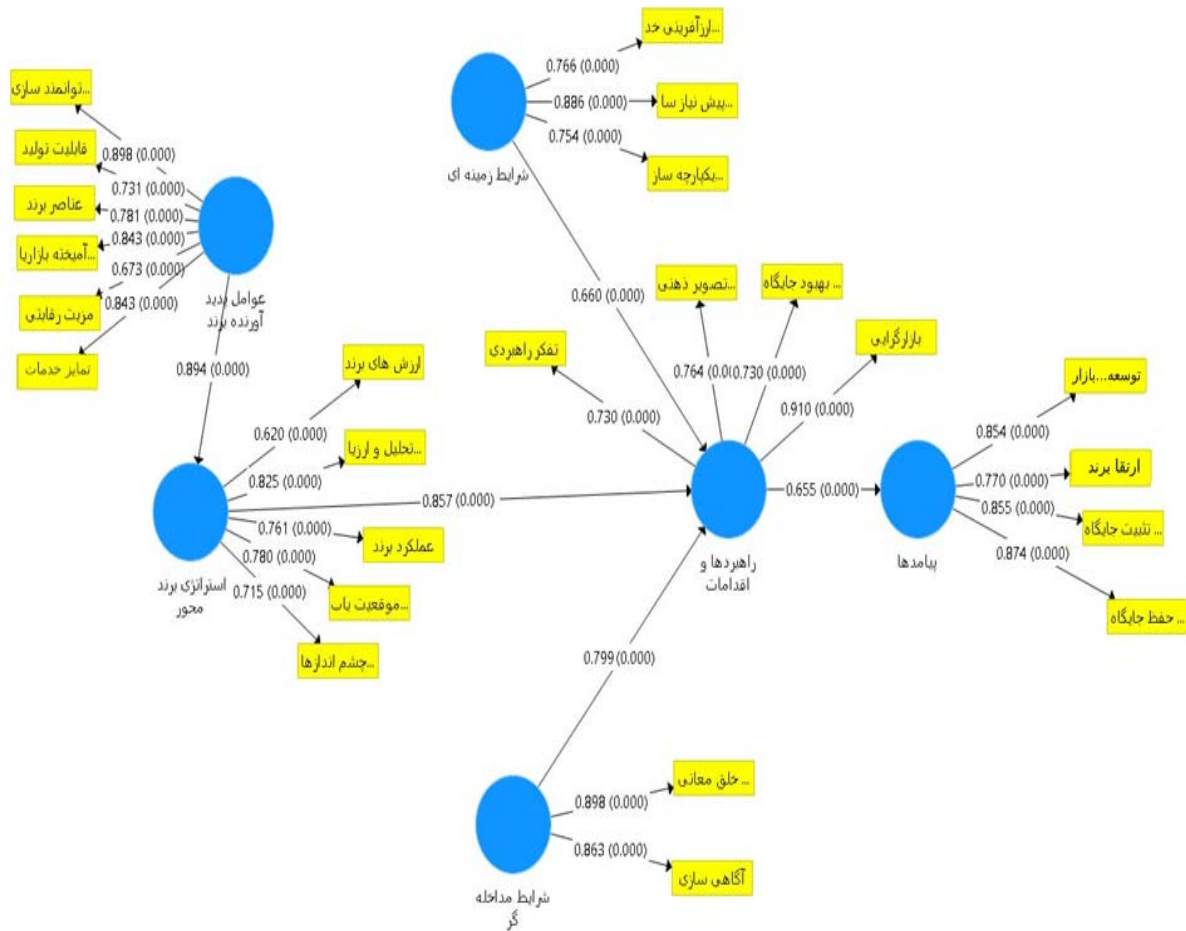 توانمند سازی...
0.898 (0.000)
قابلیت تولید
0.731 (0.000)
عناصر برند
0.781 (0.000)
آمیخته بازاریا...
0.843 (0.000)
مزیت رقابتی
0.673 (0.000)
تمایز خدمات
0.843 (0.000)
عوامل پدید
آورنده برند
0.894 (0.000)
ارزآفرینی خد...
0.766 (0.000)
پیش نیاز سا...
0.886 (0.000)
یکپارچه ساز...
0.754 (0.000)
شرایط زمینه ای
0.660 (0.000)
تفکر راهبردی
0.730 (0.000)
تصویر ذهنی...
0.764 (0.0
بهبود جایگاه ...
0.730 (0.000)
بازارگرایی
0.910 (0.000)
راهبردها و
اقدامات
0.655 (0.000)
توسعه...بازار
0.854 (0.000)
ارتقا برند
0.770 (0.000)
تثبیت جایگاه ...
0.855 (0.000)
حفظ جایگاه ...
0.874 (0.000)
پیامدها
ارزش های برند
0.620 (0.000)
تحلیل و ارزیا...
0.825 (0.000)
عملکرد برند
0.761 (0.000)
موقعیت یاب...
0.780 (0.000)
چشم اندازها...
0.715 (0.000)
استراتژی برند
محور
0.857 (0.000)
0.799 (0.000)
خلق معانی ...
0.898 (0.000)
آگاهی سازی
0.863 (0.000)
شرایط مداخله
گر